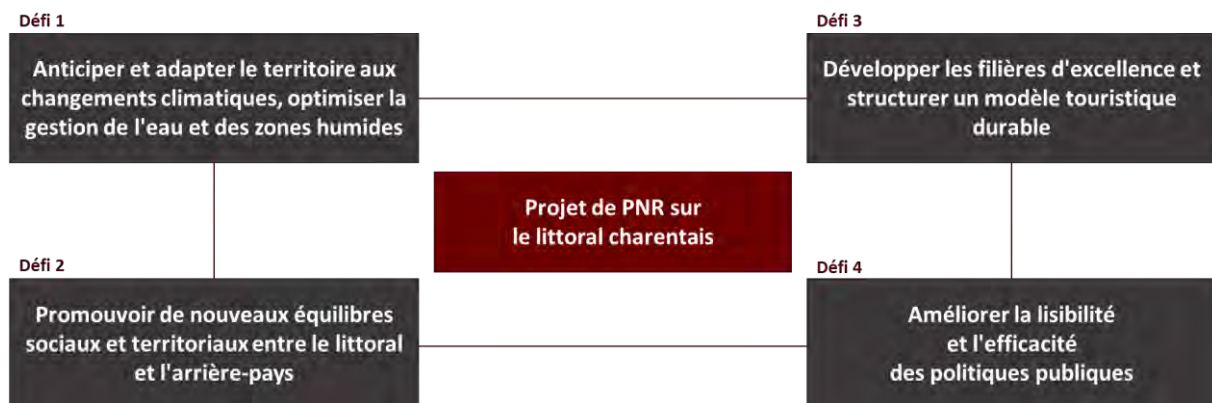 Défi 1
Anticiper et adapter le territoire aux
changements climatiques, optimiser la
gestion de l'eau et des zones humides
Défi 3
Développer les filières d'excellence et
structurer un modèle touristique
durable
Projet de PNR sur
le littoral charentais
Défi 2
Promouvoir de nouveaux équilibres
sociaux et territoriaux entre le littoral
et l'arrière-pays
Défi 4
Améliorer la lisibilité
et l'efficacité
des politiques publiques